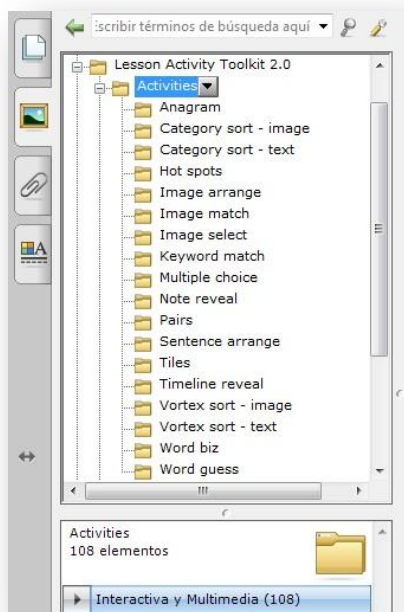 scribir términos de búsqueda aquí
Lesson Activity Toolkit 2.0
Activities
Anagram
Category sort - image
Category sort - text
Hot spots
Image arrange
Image match
Image select
Keyword match
Multiple choice
Note reveal
Pairs
Sentence arrange
Tiles
Timeline reveal
Vortex sort - image
Vortex sort - text
Word biz
Word guess
A
Activities
108 elementos
Interactiva y Multimedia (108)